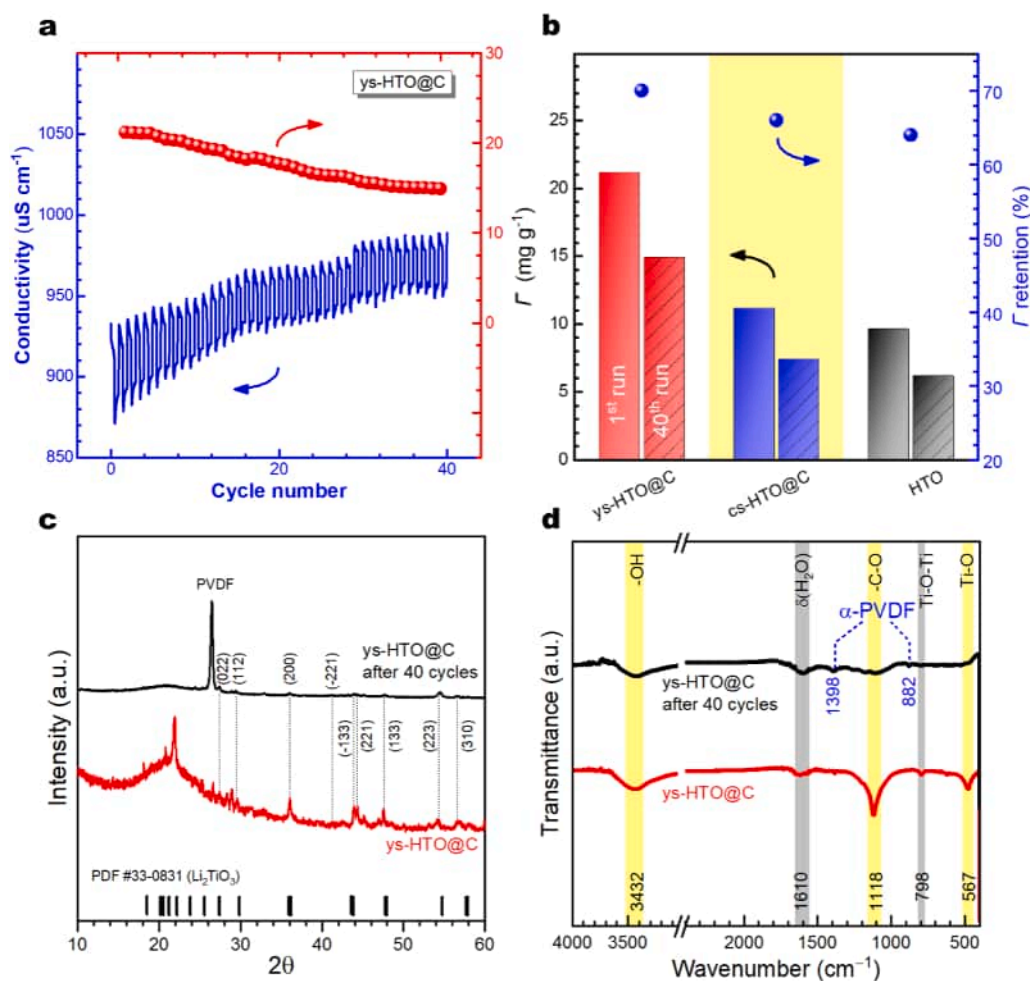 a
ys-HTO@C
Conductivity (uS cm⁻¹)
1050
1000
950
900
850
30
20
10
0
0
20
40
Cycle number
b
Γ (mg g⁻¹)
25
20
15
10
5
0
1st run
40th run
ys-HTO@C
cs-HTO@C
HTO
70
60
50
40
30
20
Γ retention (%)
c
Intensity (a.u.)
PVDF
ys-HTO@C
after 40 cycles
(022)
(112)
(200)
(-221)
(-133)
(221)
(133)
(223)
(310)
ys-HTO@C
PDF #33-0831 (Li₂TiO₃)
10
20
30
40
50
60
2θ
d
Transmittance (a.u.)
-OH
δ(H₂O)
-C-O
Ti-O-Ti
Ti-O
α-PVDF
ys-HTO@C
after 40 cycles
1398
882
ys-HTO@C
3432
1610
1118
798
567
4000
3500
2000
1500
1000
500
Wavenumber (cm⁻¹)